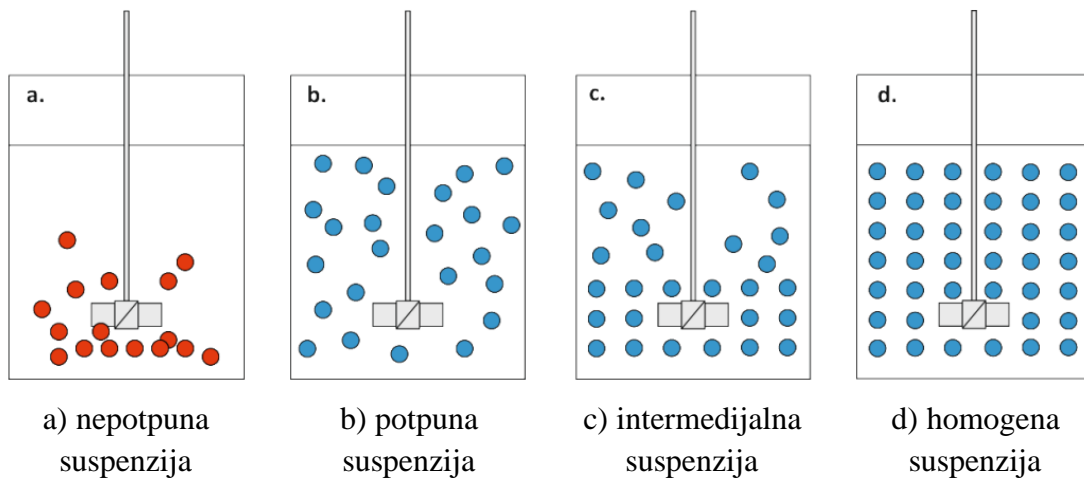 a.
b.
c.
d.
a) nepotpuna
suspenzija
b) potpuna
suspenzija
c) intermedijalna
suspenzija
d) homogena
suspenzija